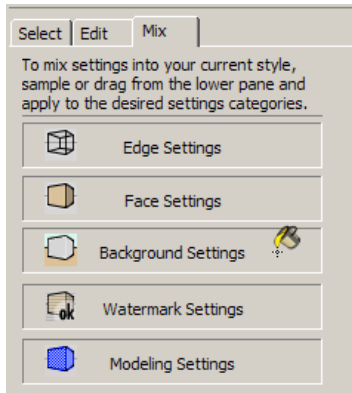 Select Edit Mix
To mix settings into your current style,
sample or drag from the lower pane and
apply to the desired settings categories.
Edge Settings
Face Settings
Background Settings
ok Watermark Settings
Modeling Settings